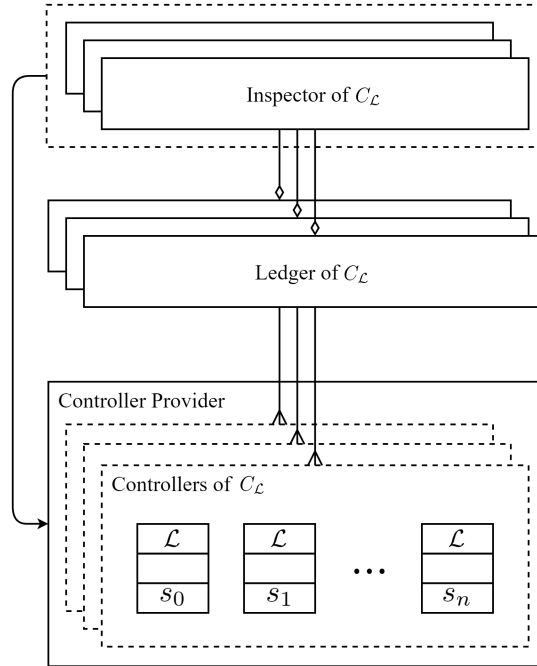 Inspector of $C_{\mathcal{L}}$
Ledger of $C_{\mathcal{L}}$
Controller Provider
Controllers of $C_{\mathcal{L}}$
$\mathcal{L}$ $\mathcal{L}$ $\mathcal{L}$
...
$s_0$ $s_1$ $s_n$